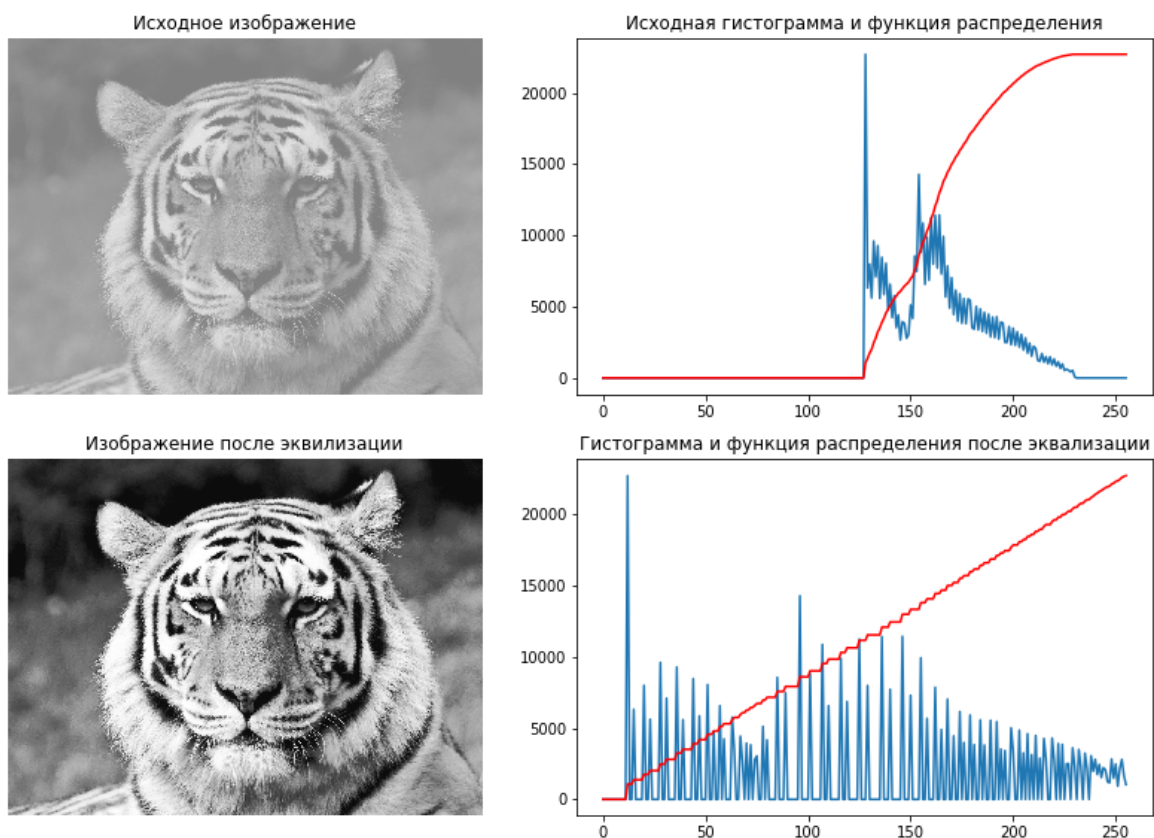 Исходное изображение
Исходная гистограмма и функция распределения
20000
15000
10000
5000
0
0 50 100 150 200 250
Изображение после эквилизации
Гистограмма и функция распределения после эквализации
20000
15000
10000
5000
0
0 50 100 150 200 250